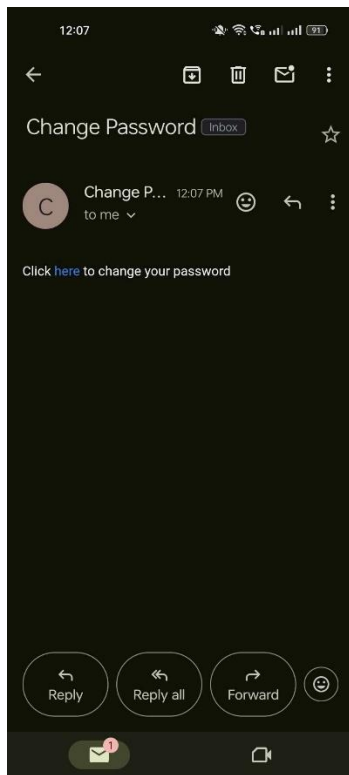 12:07
91
Change Password Inbox
C
Change P... 12:07 PM
to me
Click here to change your password
Reply
Reply all
Forward
1